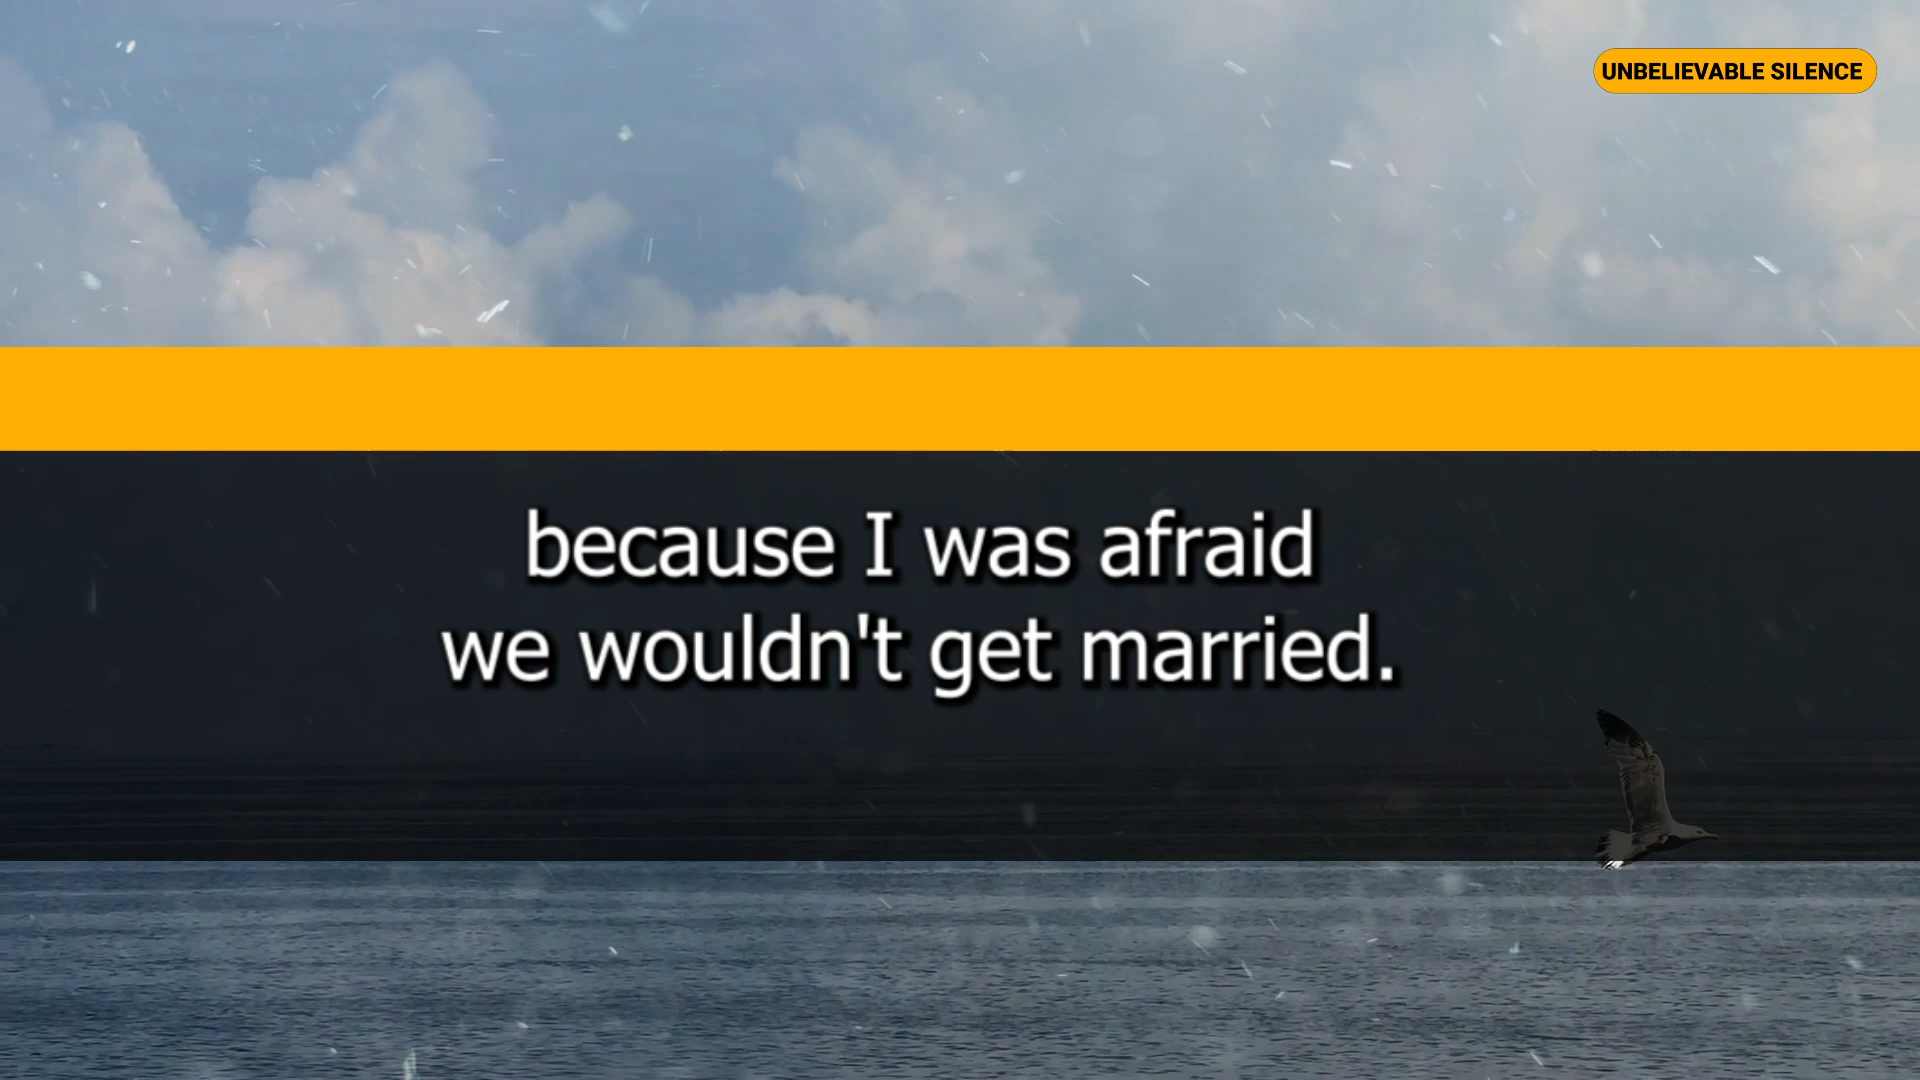 UNBELIEVABLE SILENCE
because I was afraid
we wouldn't get married.